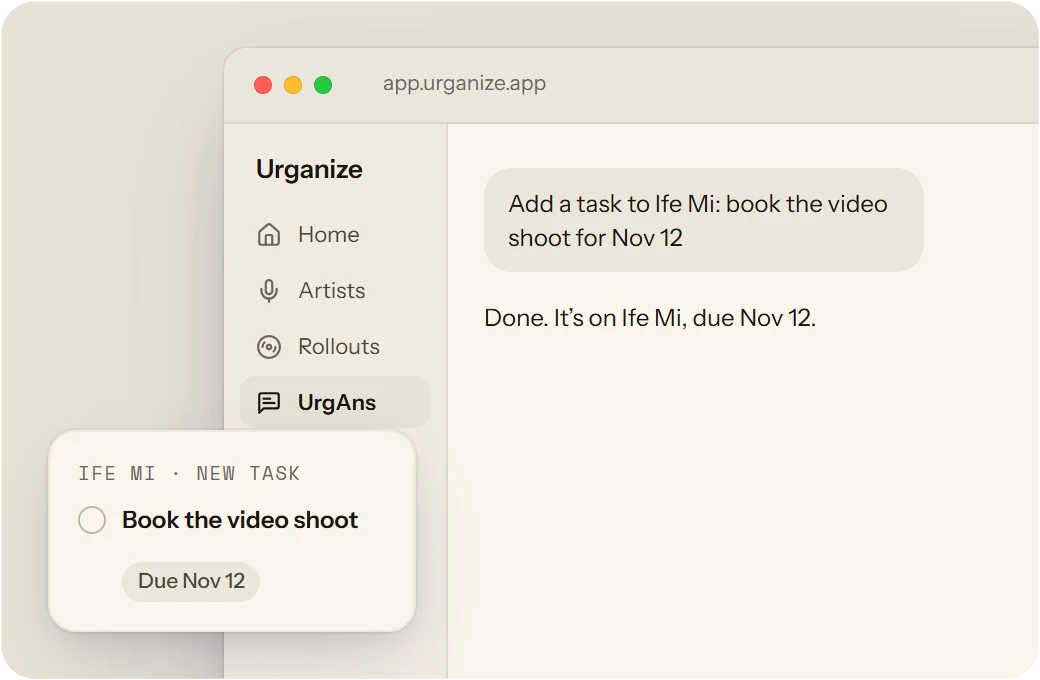 app.urganize.app
Urganize
Home
Artists
Rollouts
UrgAns
Add a task to Ife Mi: book the video
shoot for Nov 12
Done. It’s on Ife Mi, due Nov 12.
IFE MI · NEW TASK
Book the video shoot
Due Nov 12